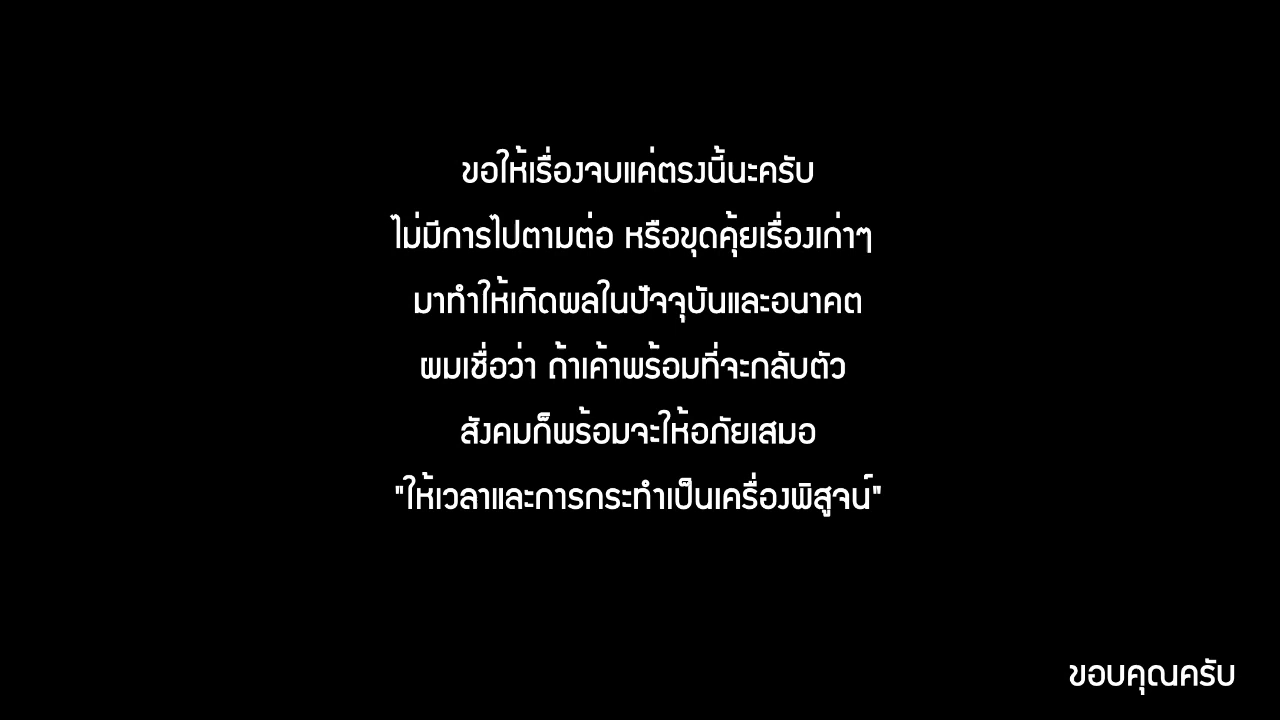 ขอให้เรื่องจบแค่ตรงนี้นะครับ
ไม่มีการไปตามต่อ หรือขุดคุ้ยเรื่องเก่าๆ
มาทำให้เกิดผลในปัจจุบันและอนาคต
ผมเชื่อว่า ถ้าเค้าพร้อมที่จะกลับตัว
สังคมก็พร้อมจะให้อภัยเสมอ
"ให้เวลาและการกระทำเป็นเครื่องพิสูจน์"
ขอบคุณครับ